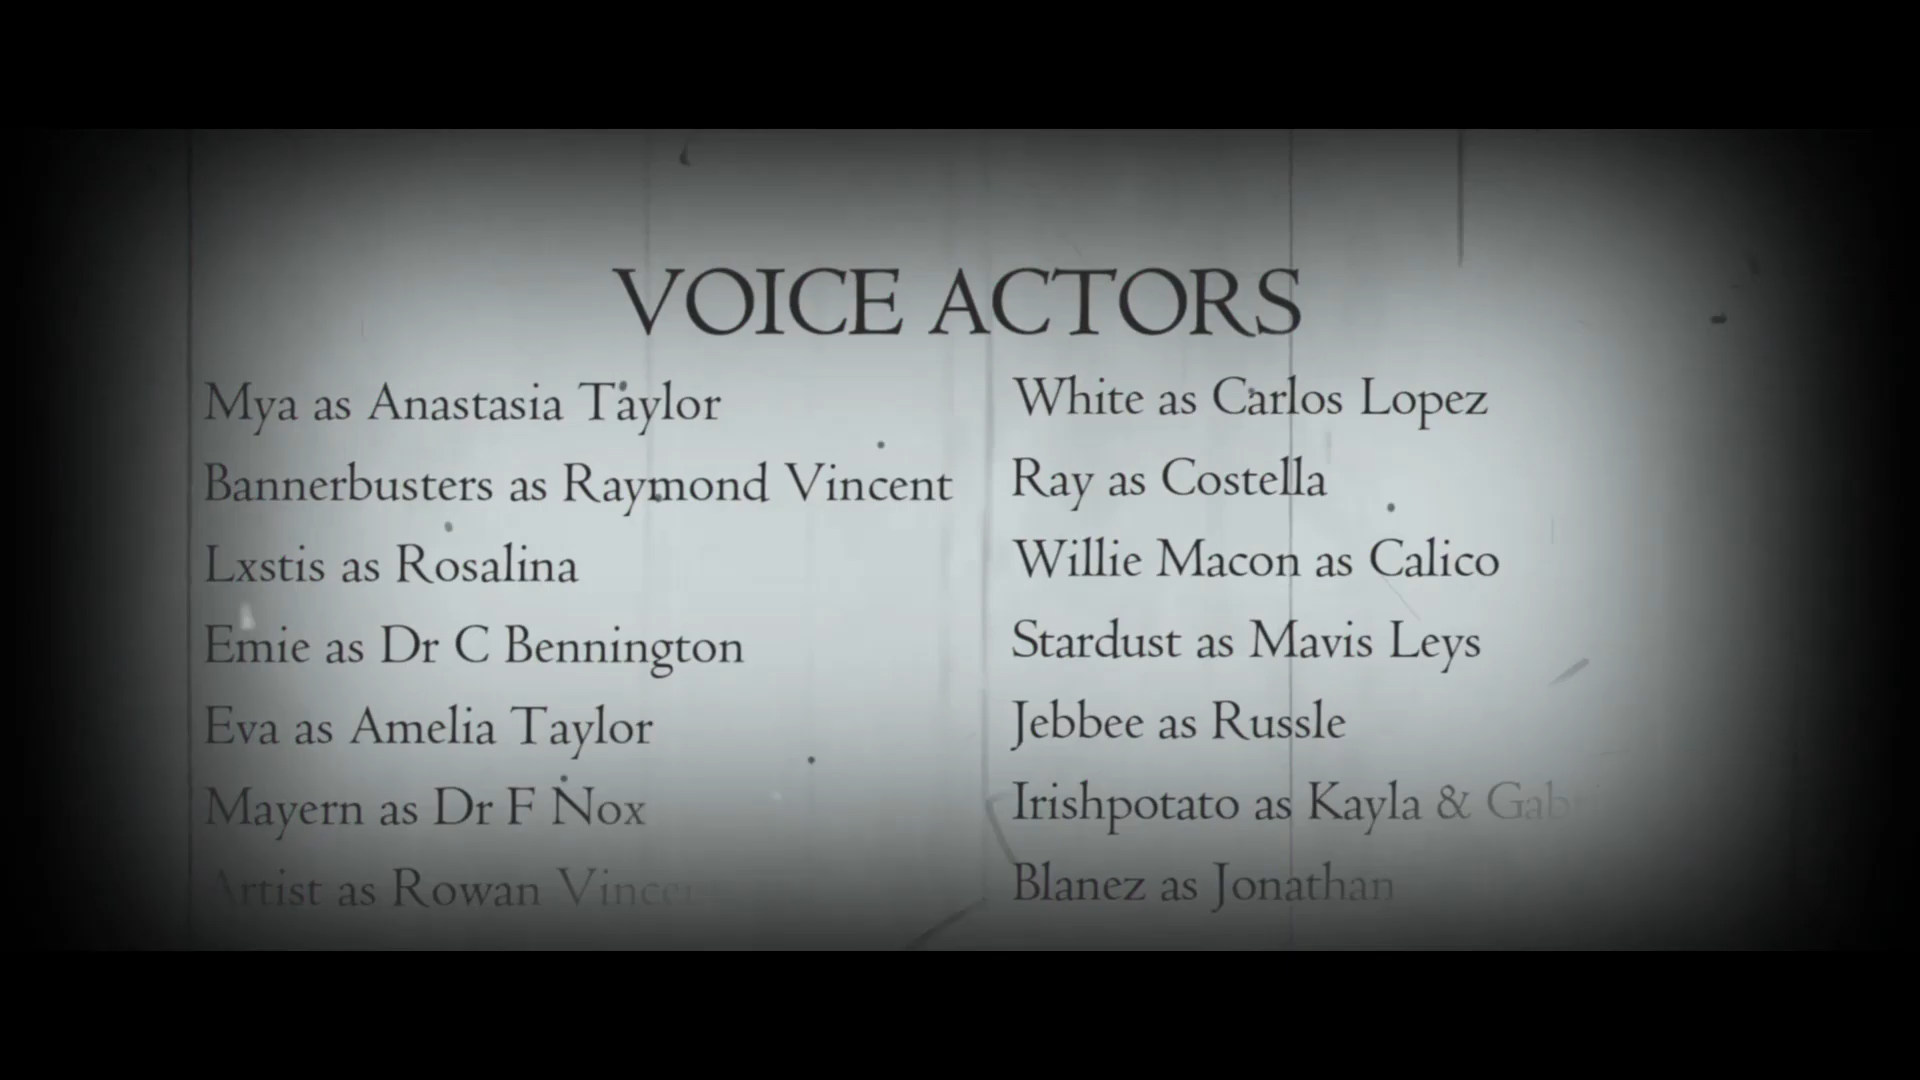 VOICE ACTORS
Mya as Anastasia Taylor
Bannerbusters as Raymond Vincent
Lxstis as Rosalina
Emie as Dr C Bennington
Eva as Amelia Taylor
Mayern as Dr F Nox
Artist as Rowan
White as Carlos Lopez
Ray as Costella
Willie Macon as Calico
Stardust as Mavis Leys
Jebbee as Russle
Irishpotato as Kayla &
Blanez as Jonathan